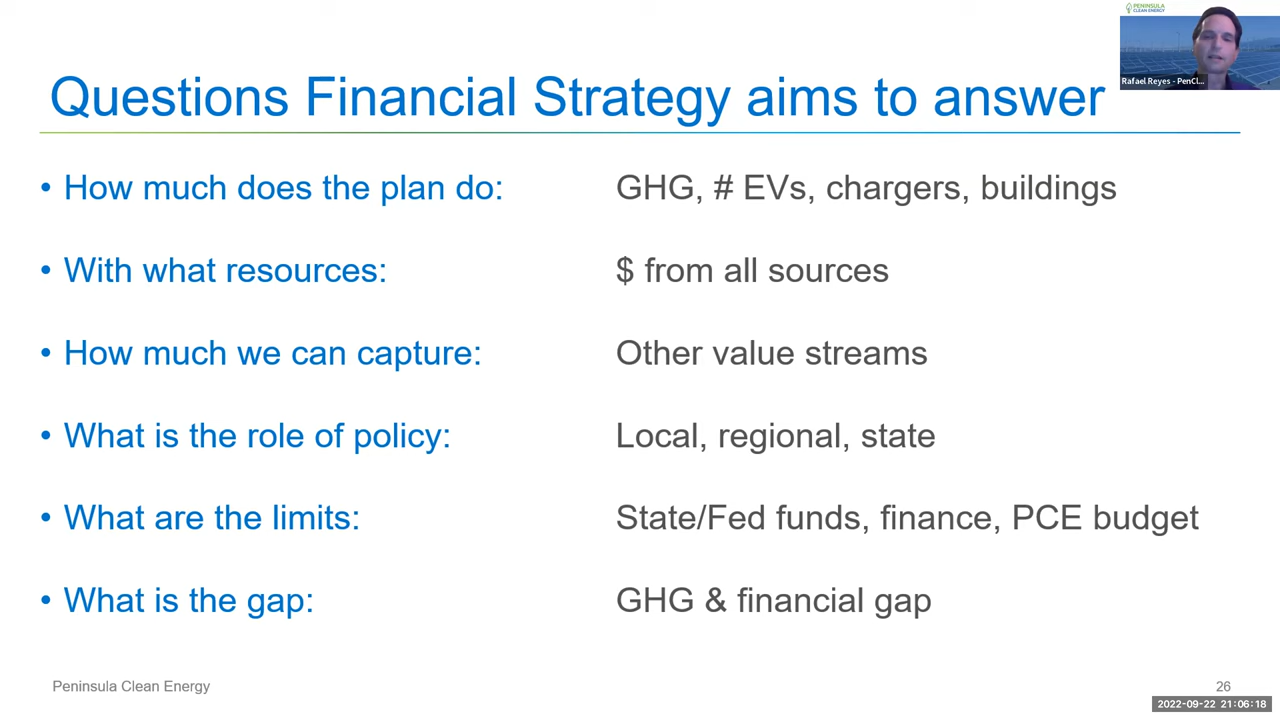 PENINSULA
CLEAN ENERGY
Rafael Reyes - PenCl...
Questions Financial Strategy aims to answer
• How much does the plan do: GHG, # EVs, chargers, buildings
• With what resources: $ from all sources
• How much we can capture: Other value streams
• What is the role of policy: Local, regional, state
• What are the limits: State/Fed funds, finance, PCE budget
• What is the gap: GHG & financial gap
Peninsula Clean Energy 26
2022-09-22 21:06:18